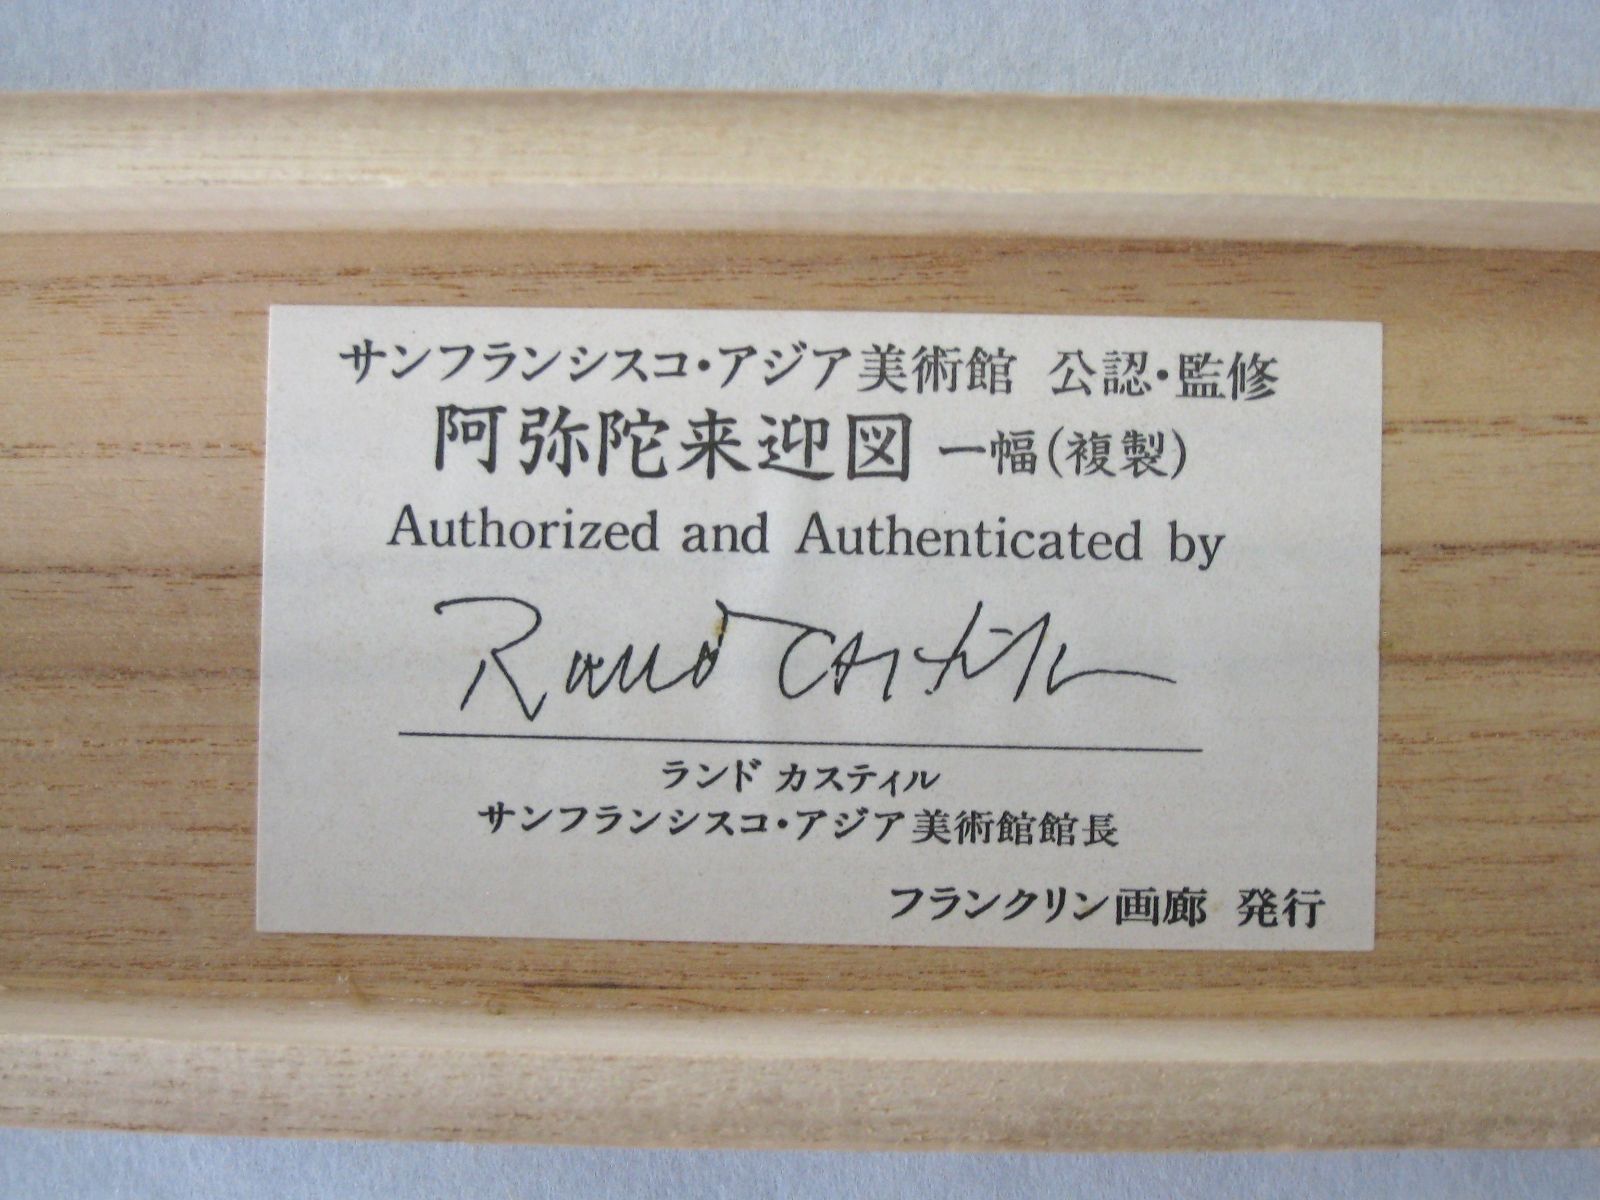 サンフランシスコ・アジア美術館 公認・監修
阿弥陀来迎図 一幅(複製)
Authorized and Authenticated by
Rand Castile
ランド カスティル
サンフランシスコ・アジア美術館館長
フランクリン画廊 発行